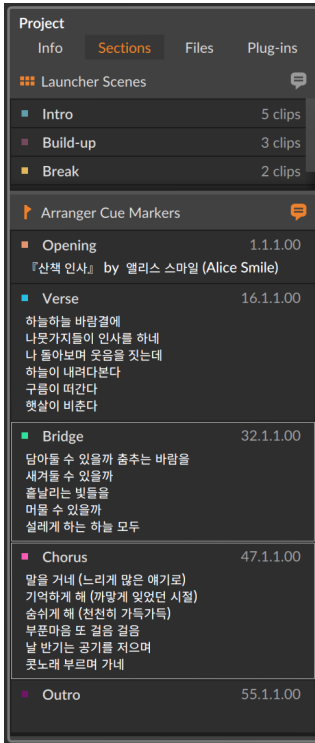 Project
Info Sections Files Plug-ins
Launcher Scenes
Intro 5 clips
Build-up 3 clips
Break 2 clips
Arranger Cue Markers
Opening 1.1.1.00
『산책 인사』 by 앨리스 스마일 (Alice Smile)
Verse 16.1.1.00
하늘하늘 바람결에
나뭇가지들이 인사를 하네
나 돌아보며 웃음을 짓는데
하늘이 내려다본다
구름이 떠간다
햇살이 비춘다
Bridge 32.1.1.00
담아둘 수 있을까 춤추는 바람을
새겨둘 수 있을까
흩날리는 빛들을
머물 수 있을까
설레게 하는 하늘 모두
Chorus 47.1.1.00
말을 거네 (느리게 많은 얘기로)
기억하게 해 (까맣게 잊었던 시절)
숨쉬게 해 (천천히 가득가득)
부푼마음 또 걸음 걸음
날 반기는 공기를 저으며
콧노래 부르며 가네
Outro 55.1.1.00